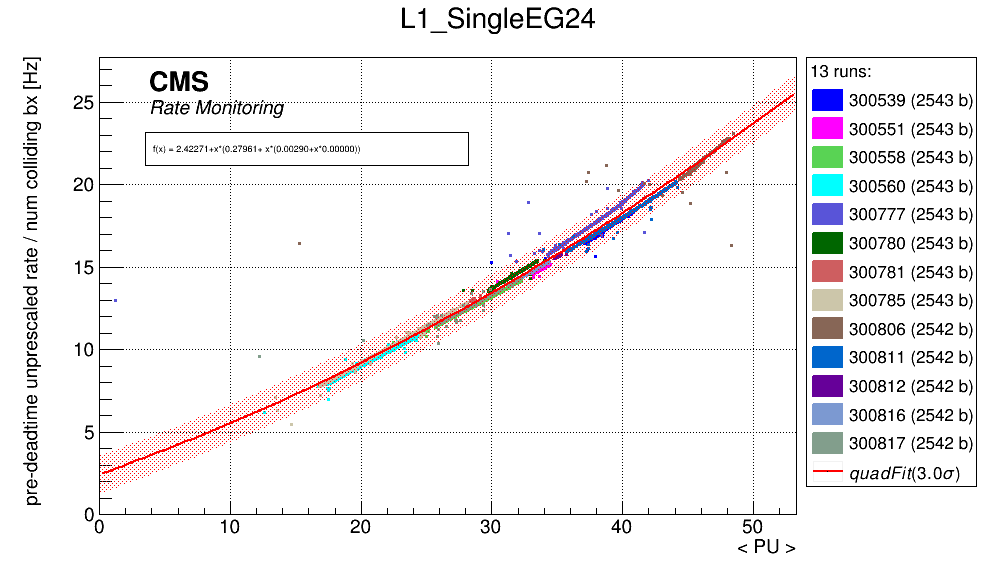 L1_SingleEG24
pre-deadtime unprescaled rate / num colliding bx [Hz]
CMS
Rate Monitoring
f(x) = 2.42271+x*(0.27961+ x*(0.00290+x*0.00000))
25
20
15
10
5
0
0 10 20 30 40 50
< PU >
13 runs:
300539 (2543 b)
300551 (2543 b)
300558 (2543 b)
300560 (2543 b)
300777 (2543 b)
300780 (2543 b)
300781 (2543 b)
300785 (2543 b)
300806 (2542 b)
300811 (2542 b)
300812 (2542 b)
300816 (2542 b)
300817 (2542 b)
quadFit(3.0σ)